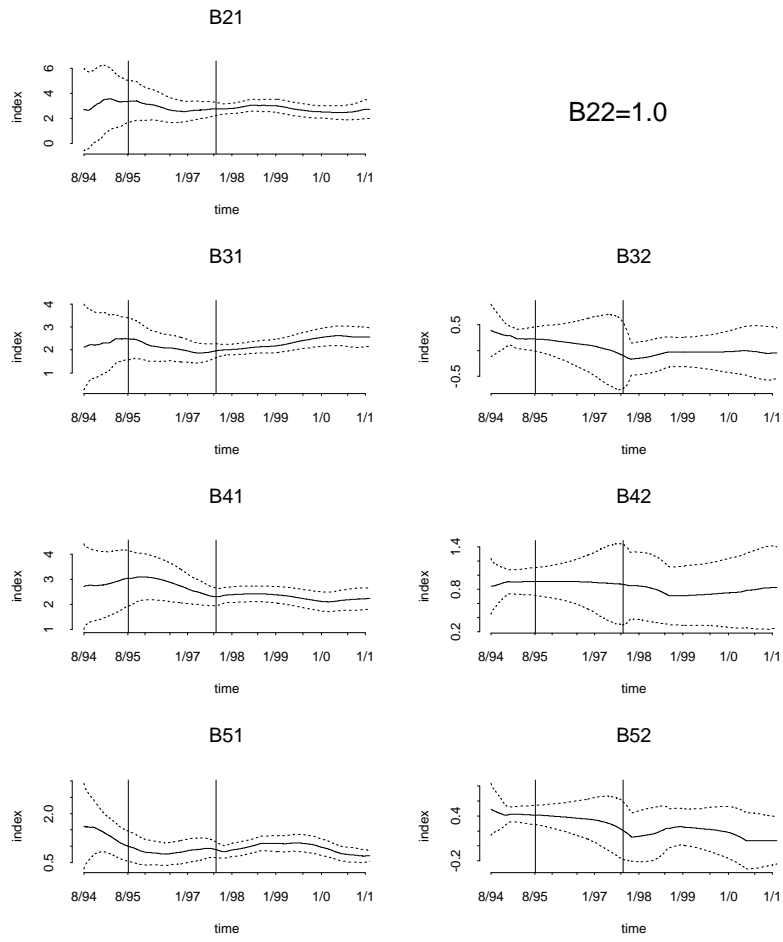 B21
index
0 2 4 6
8/94 8/95 1/97 1/98 1/99 1/0 1/1
time
B22=1.0
B31
index
1 2 3 4
8/94 8/95 1/97 1/98 1/99 1/0 1/1
time
B32
index
-0.5 0.5
8/94 8/95 1/97 1/98 1/99 1/0 1/1
time
B41
index
1 2 3 4
8/94 8/95 1/97 1/98 1/99 1/0 1/1
time
B42
index
0.2 0.8 1.4
8/94 8/95 1/97 1/98 1/99 1/0 1/1
time
B51
index
0.5 2.0
8/94 8/95 1/97 1/98 1/99 1/0 1/1
time
B52
index
-0.2 0.4
8/94 8/95 1/97 1/98 1/99 1/0 1/1
time